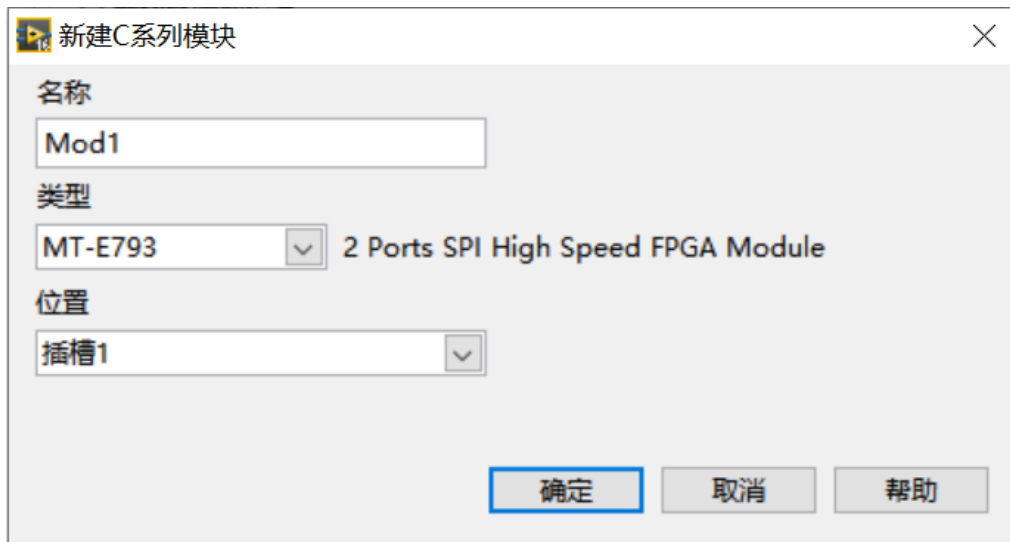 新建C系列模块
名称
Mod1
类型
MT-E793 2 Ports SPI High Speed FPGA Module
位置
插槽1
确定 取消 帮助